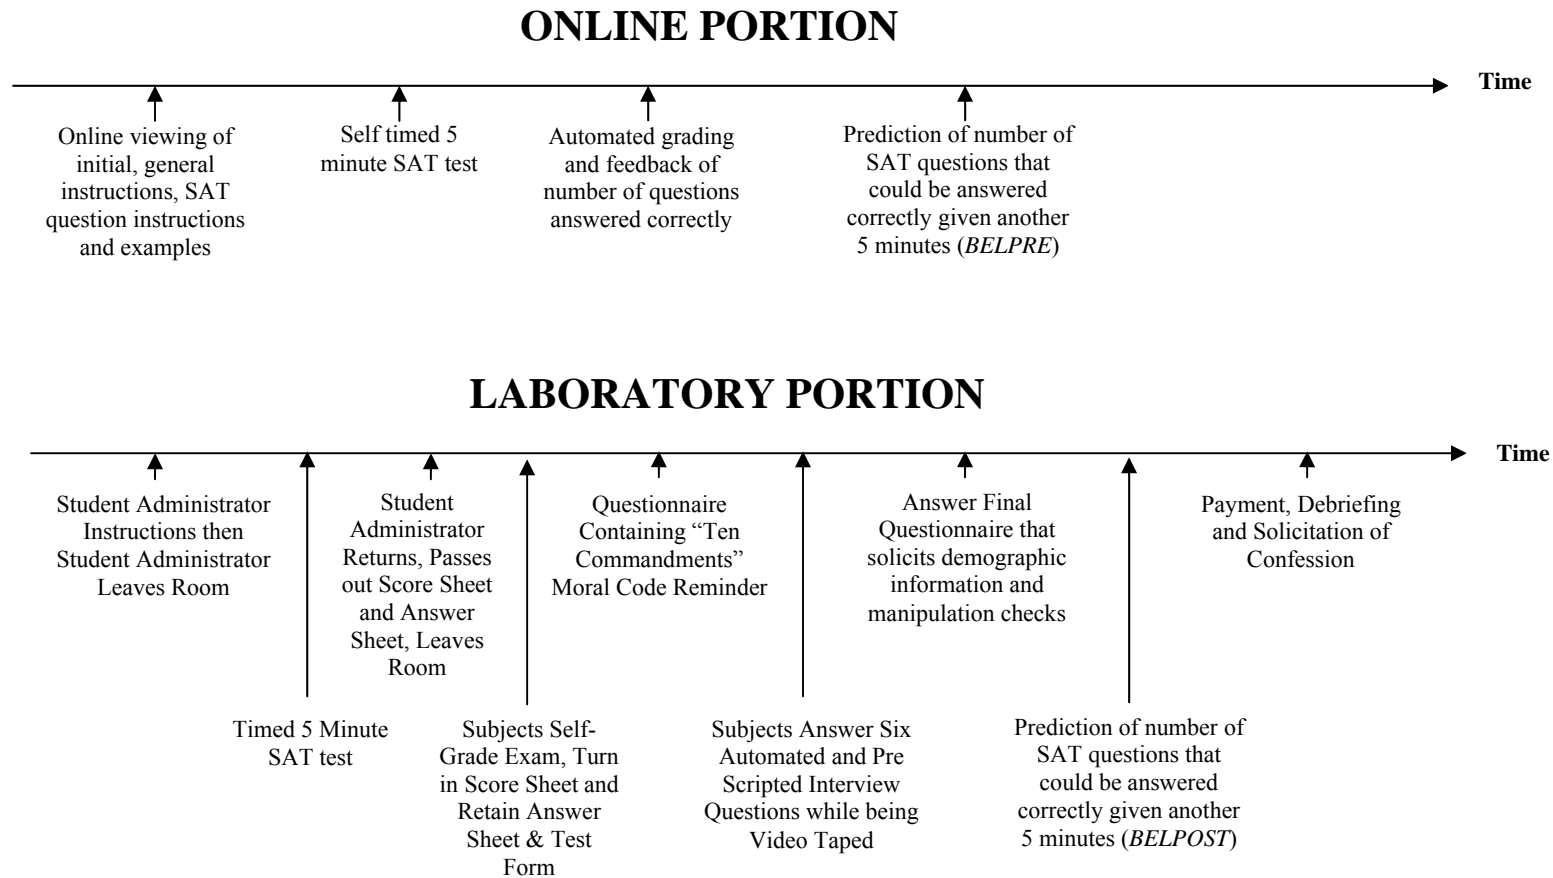 ONLINE PORTION
Time
Online viewing of
initial, general
instructions, SAT
question instructions
and examples
Self timed 5
minute SAT test
Automated grading
and feedback of
number of questions
answered correctly
Prediction of number of
SAT questions that
could be answered
correctly given another
5 minutes (BELPRE)
LABORATORY PORTION
Time
Student Administrator
Instructions then
Student Administrator
Leaves Room
Timed 5 Minute
SAT test
Student
Administrator
Returns, Passes
out Score Sheet
and Answer
Sheet, Leaves
Room
Subjects Self-
Grade Exam, Turn
in Score Sheet and
Retain Answer
Sheet & Test
Form
Questionnaire
Containing “Ten
Commandments”
Moral Code Reminder
Subjects Answer Six
Automated and Pre
Scripted Interview
Questions while being
Video Taped
Answer Final
Questionnaire that
solicits demographic
information and
manipulation checks
Prediction of number of
SAT questions that
could be answered
correctly given another
5 minutes (BELPOST)
Payment, Debriefing
and Solicitation of
Confession